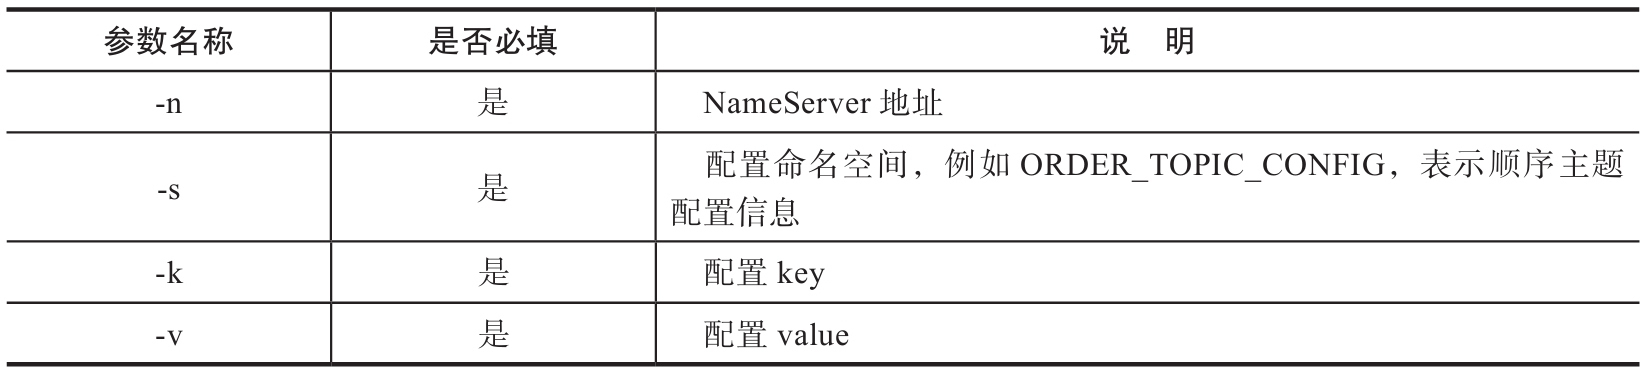 参数名称 是否必填 说 明
-n 是 NameServer 地址
-s 是 配置命名空间，例如 ORDER_TOPIC_CONFIG，表示顺序主题
配置信息
-k 是 配置 key
-v 是 配置 value